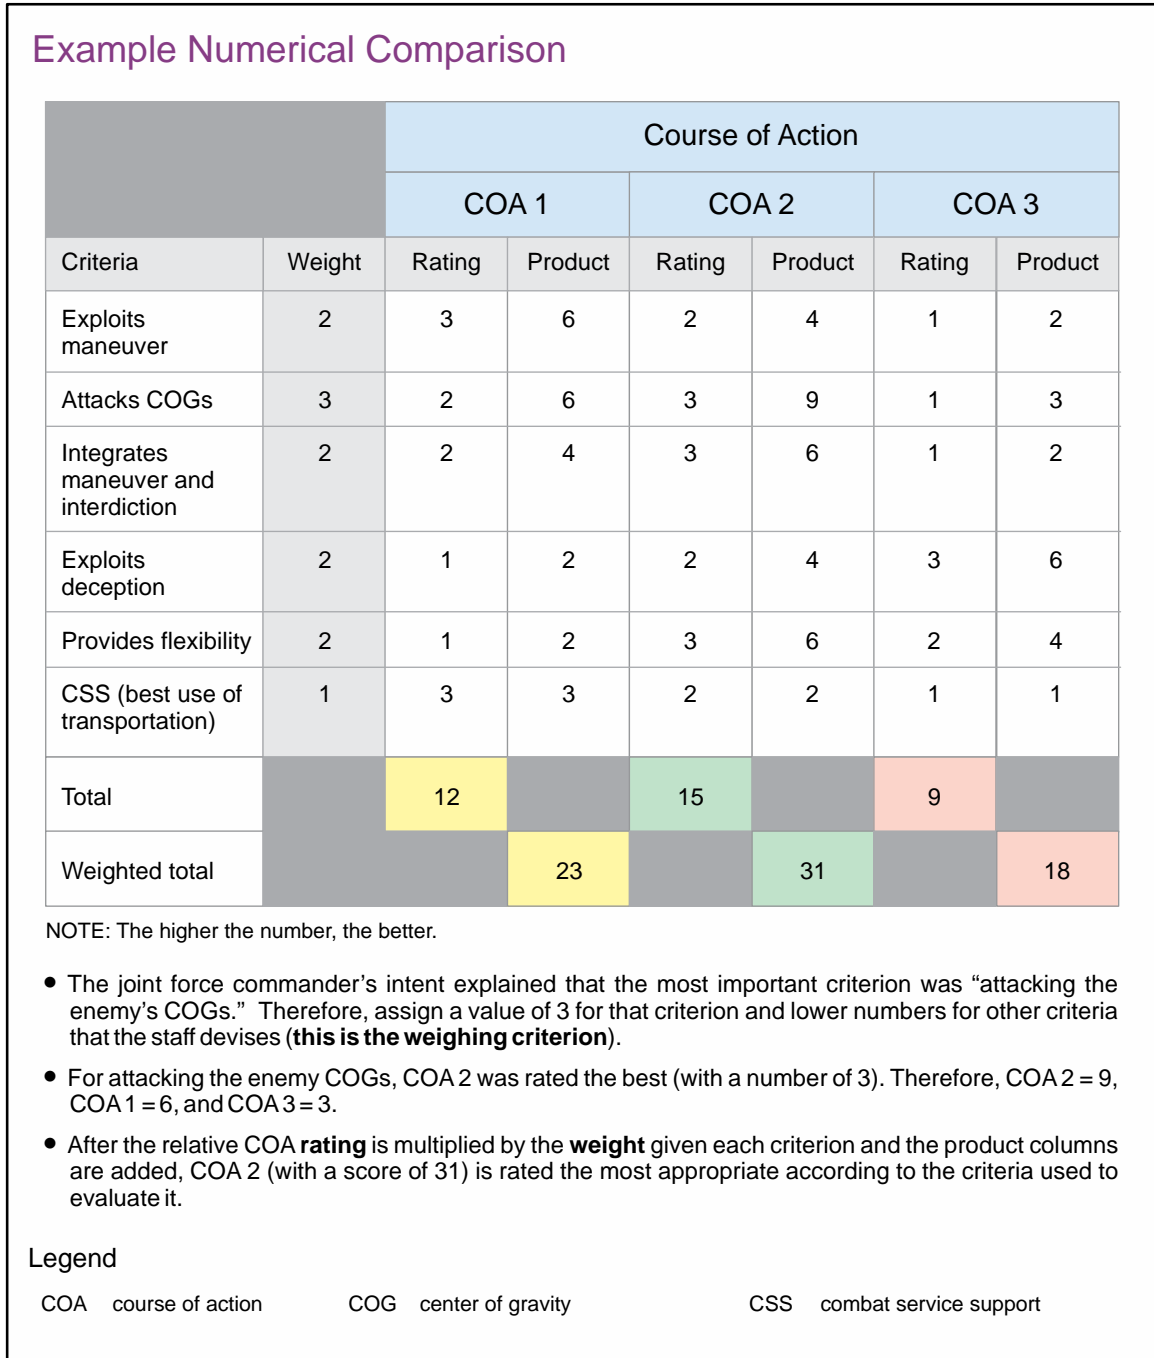 Example Numerical Comparison
Course of Action
COA 1 COA 2 COA 3
Criteria Weight Rating Product Rating Product Rating Product
Exploits 2 3 6 2 4 1 2
maneuver
Attacks COGs 3 2 6 3 9 1 3
Integrates 2 2 4 3 6 1 2
maneuver and
interdiction
Exploits 2 1 2 2 4 3 6
deception
Provides flexibility 2 1 2 3 6 2 4
CSS (best use of 1 3 3 2 2 1 1
transportation)
Total 12 15 9
Weighted total 23 31 18
NOTE: The higher the number, the better.
• The joint force commander’s intent explained that the most important criterion was “attacking the
enemy’s COGs.” Therefore, assign a value of 3 for that criterion and lower numbers for other criteria
that the staff devises (this is the weighing criterion).
• For attacking the enemy COGs, COA 2 was rated the best (with a number of 3). Therefore, COA 2 = 9,
COA 1 = 6, and COA 3 = 3.
• After the relative COA rating is multiplied by the weight given each criterion and the product columns
are added, COA 2 (with a score of 31) is rated the most appropriate according to the criteria used to
evaluate it.
Legend
COA course of action COG center of gravity CSS combat service support